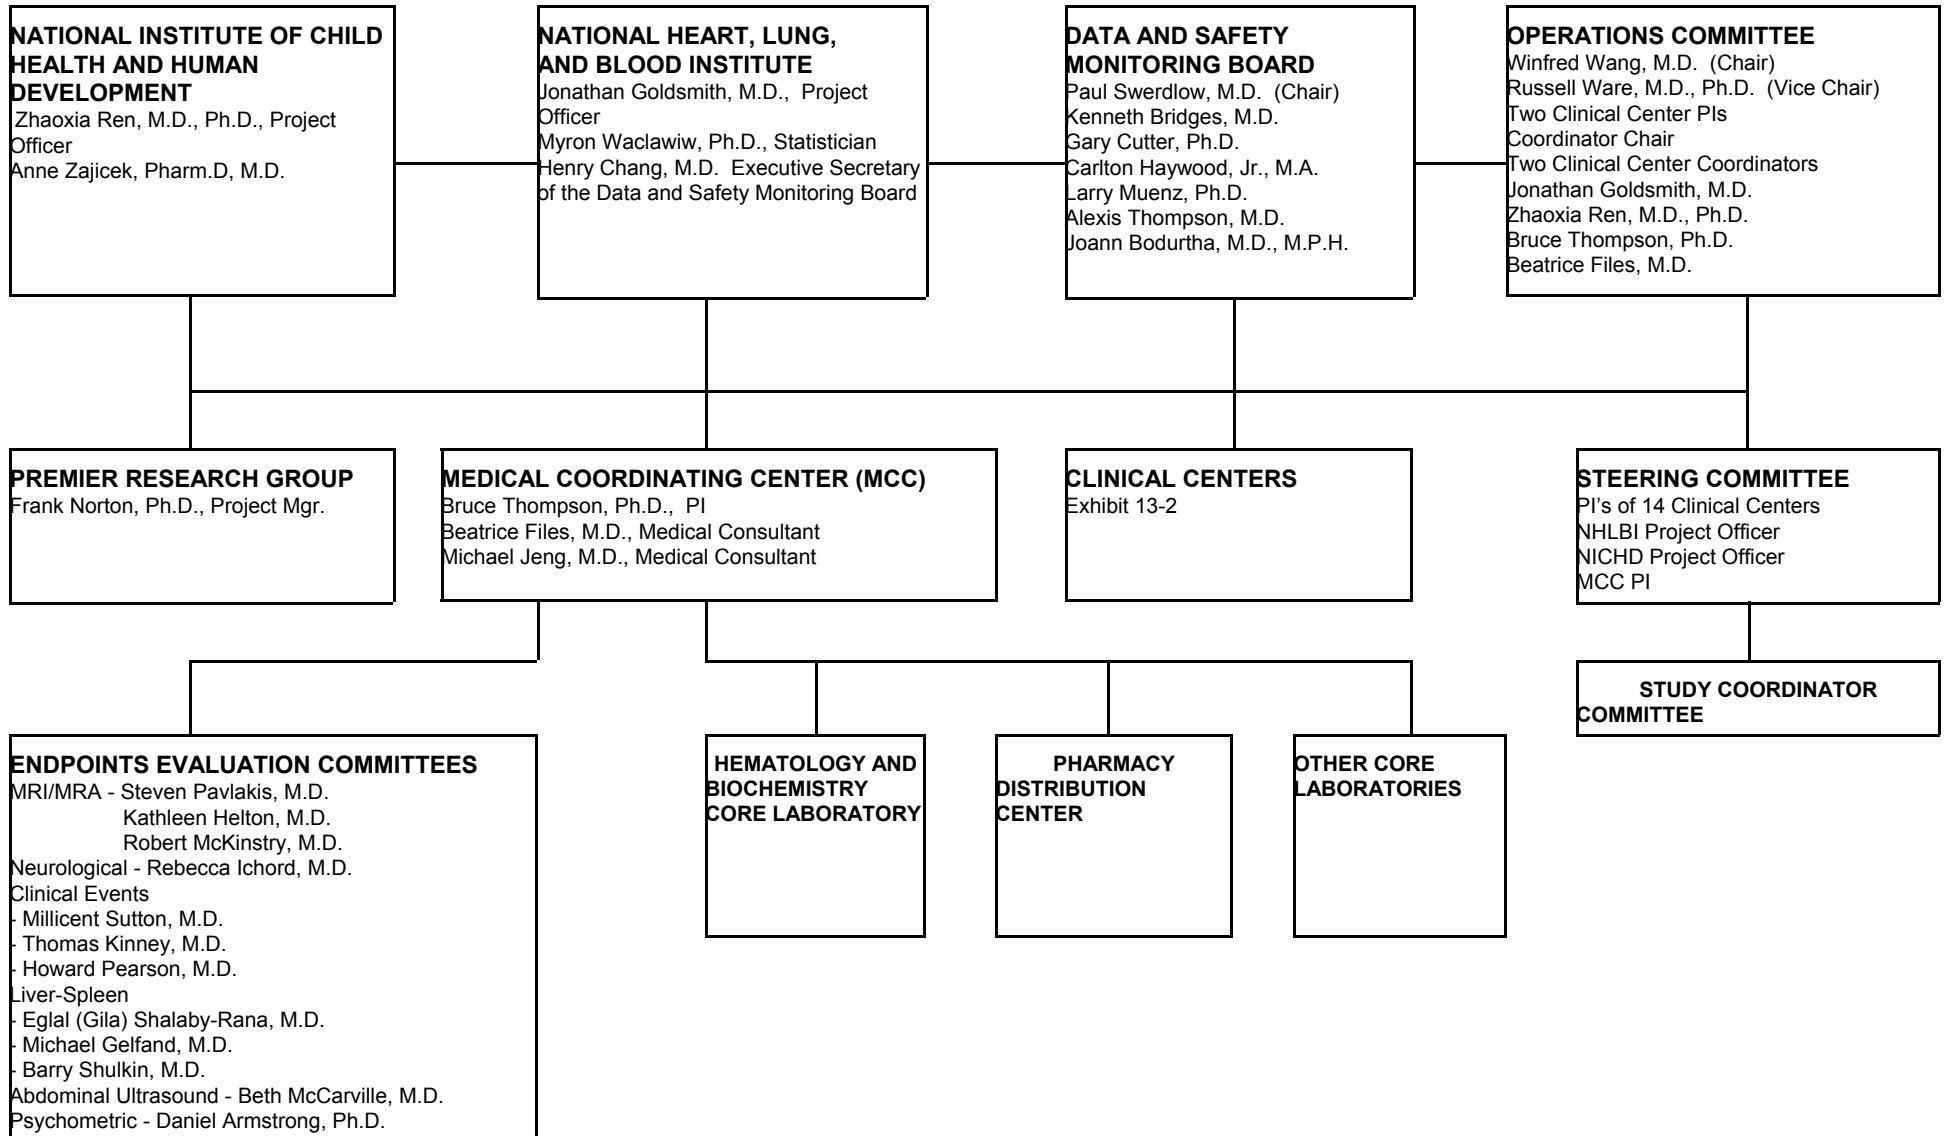 NATIONAL INSTITUTE OF CHILD
HEALTH AND HUMAN
DEVELOPMENT
Zhaoxia Ren, M.D., Ph.D., Project
Officer
Anne Zajicek, Pharm.D, M.D.
NATIONAL HEART, LUNG,
AND BLOOD INSTITUTE
Jonathan Goldsmith, M.D., Project
Officer
Myron Waclawiw, Ph.D., Statistician
Henry Chang, M.D. Executive Secretary
of the Data and Safety Monitoring Board
DATA AND SAFETY
MONITORING BOARD
Paul Swerdlow, M.D. (Chair)
Kenneth Bridges, M.D.
Gary Cutter, Ph.D.
Carlton Haywood, Jr., M.A.
Larry Muenz, Ph.D.
Alexis Thompson, M.D.
Joann Bodurtha, M.D., M.P.H.
OPERATIONS COMMITTEE
Winfred Wang, M.D. (Chair)
Russell Ware, M.D., Ph.D. (Vice Chair)
Two Clinical Center PIs
Coordinator Chair
Two Clinical Center Coordinators
Jonathan Goldsmith, M.D.
Zhaoxia Ren, M.D., Ph.D.
Bruce Thompson, Ph.D.
Beatrice Files, M.D.
PREMIER RESEARCH GROUP
Frank Norton, Ph.D., Project Mgr.
MEDICAL COORDINATING CENTER (MCC)
Bruce Thompson, Ph.D., PI
Beatrice Files, M.D., Medical Consultant
Michael Jeng, M.D., Medical Consultant
CLINICAL CENTERS
Exhibit 13-2
STEERING COMMITTEE
PI's of 14 Clinical Centers
NHLBI Project Officer
NICHD Project Officer
MCC PI
STUDY COORDINATOR
COMMITTEE
ENDPOINTS EVALUATION COMMITTEES
MRI/MRA - Steven Pavlakis, M.D.
Kathleen Helton, M.D.
Robert McKinstry, M.D.
Neurological - Rebecca Ichord, M.D.
Clinical Events
- Millicent Sutton, M.D.
- Thomas Kinney, M.D.
- Howard Pearson, M.D.
Liver-Spleen
- Eglal (Gila) Shalaby-Rana, M.D.
- Michael Gelfand, M.D.
- Barry Shulkin, M.D.
Abdominal Ultrasound - Beth McCarville, M.D.
Psychometric - Daniel Armstrong, Ph.D.
HEMATOLOGY AND
BIOCHEMISTRY
CORE LABORATORY
PHARMACY
DISTRIBUTION
CENTER
OTHER CORE
LABORATORIES